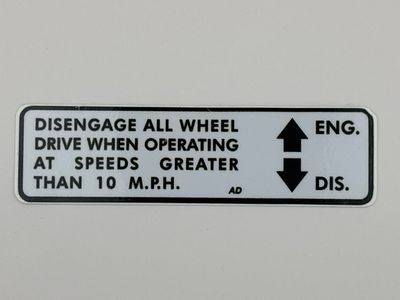 DISENGAGE ALL WHEEL
DRIVE WHEN OPERATING
AT SPEEDS GREATER
THAN 10 M.P.H.
AD
ENG.
DIS.